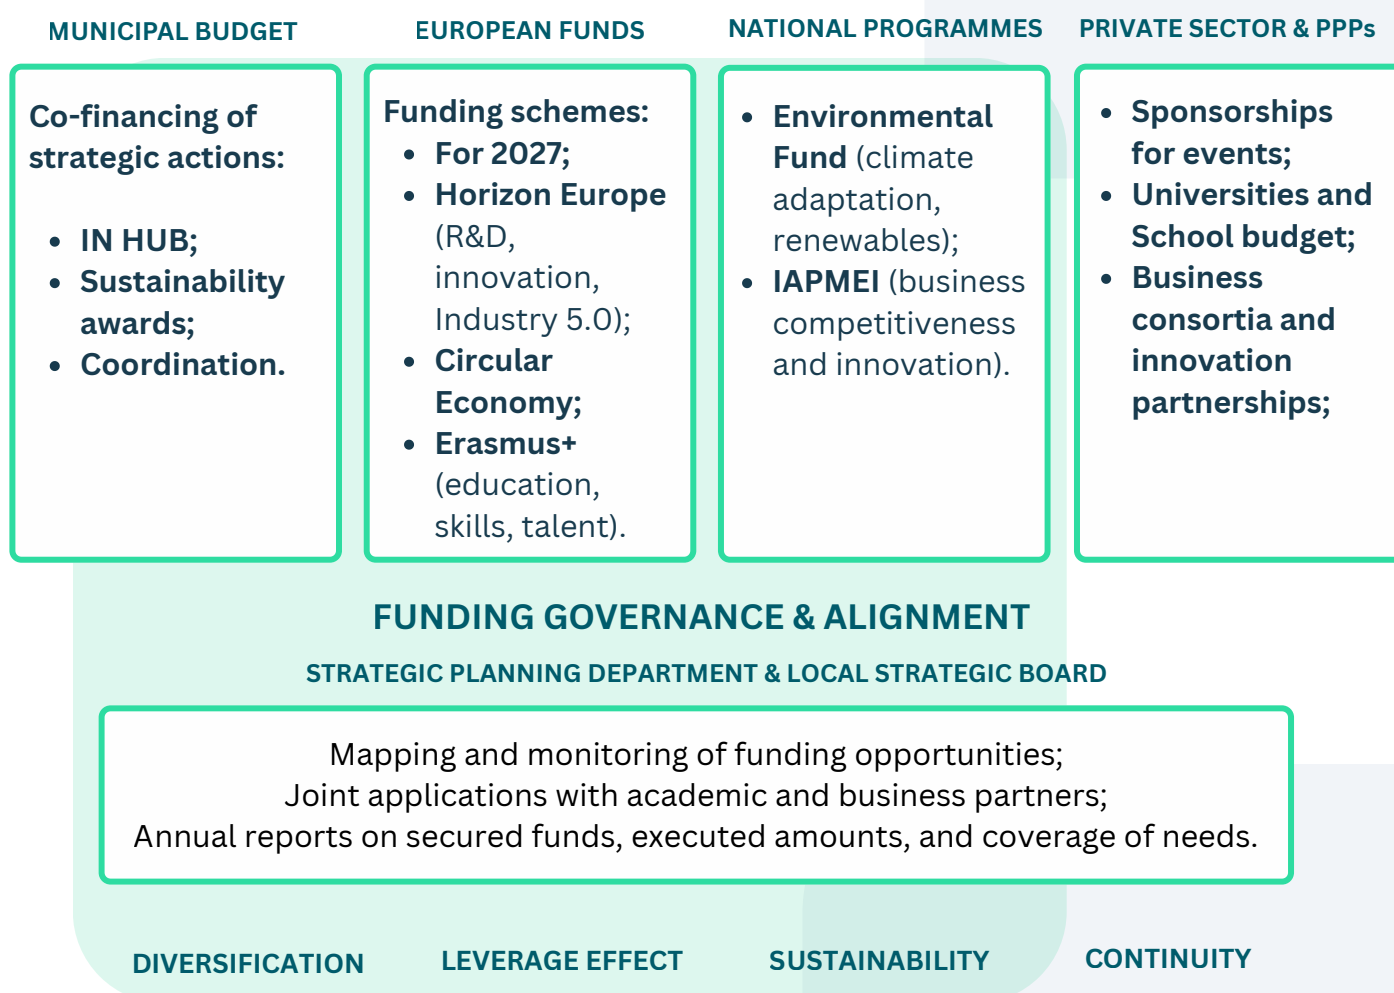 MUNICIPAL BUDGET
Co-financing of
strategic actions:
• IN HUB;
• Sustainability
awards;
• Coordination.
EUROPEAN FUNDS
Funding schemes:
• For 2027;
• Horizon Europe
(R&D,
innovation,
Industry 5.0);
• Circular
Economy;
• Erasmus+
(education,
skills, talent).
NATIONAL PROGRAMMES
• Environmental
Fund (climate
adaptation,
renewables);
• IAPMEI (business
competitiveness
and innovation).
PRIVATE SECTOR & PPPs
• Sponsorships
for events;
• Universities and
School budget;
• Business
consortia and
innovation
partnerships;
FUNDING GOVERNANCE & ALIGNMENT
STRATEGIC PLANNING DEPARTMENT & LOCAL STRATEGIC BOARD
Mapping and monitoring of funding opportunities;
Joint applications with academic and business partners;
Annual reports on secured funds, executed amounts, and coverage of needs.
DIVERSIFICATION
LEVERAGE EFFECT
SUSTAINABILITY
CONTINUITY